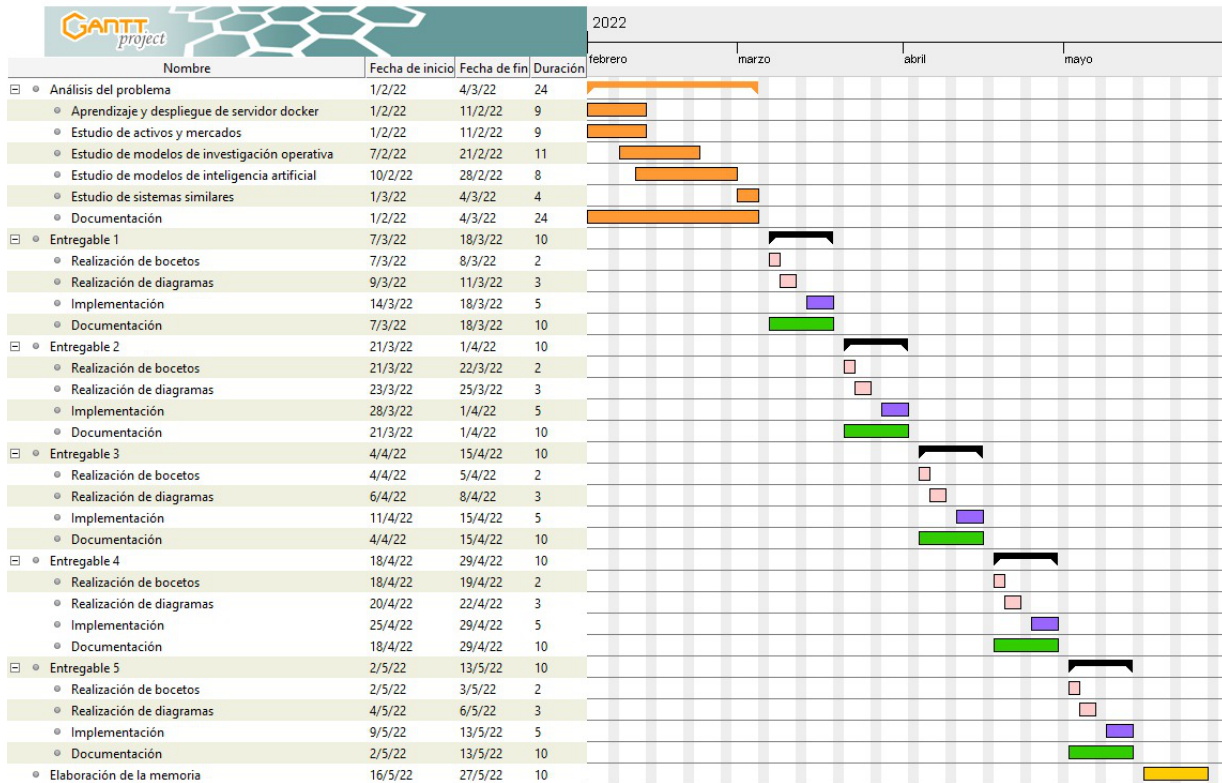 GANTT
project
2022
febrero marzo abril mayo
Nombre Fecha de inicio Fecha de fin Duración
Análisis del problema 1/2/22 4/3/22 24
Aprendizaje y despliegue de servidor docker 1/2/22 11/2/22 9
Estudio de activos y mercados 1/2/22 11/2/22 9
Estudio de modelos de investigación operativa 7/2/22 21/2/22 11
Estudio de modelos de inteligencia artificial 10/2/22 28/2/22 8
Estudio de sistemas similares 1/3/22 4/3/22 4
Documentación 1/2/22 4/3/22 24
Entregable 1 7/3/22 18/3/22 10
Realización de bocetos 7/3/22 8/3/22 2
Realización de diagramas 9/3/22 11/3/22 3
Implementación 14/3/22 18/3/22 5
Documentación 7/3/22 18/3/22 10
Entregable 2 21/3/22 1/4/22 10
Realización de bocetos 21/3/22 22/3/22 2
Realización de diagramas 23/3/22 25/3/22 3
Implementación 28/3/22 1/4/22 5
Documentación 21/3/22 1/4/22 10
Entregable 3 4/4/22 15/4/22 10
Realización de bocetos 4/4/22 5/4/22 2
Realización de diagramas 6/4/22 8/4/22 3
Implementación 11/4/22 15/4/22 5
Documentación 4/4/22 15/4/22 10
Entregable 4 18/4/22 29/4/22 10
Realización de bocetos 18/4/22 19/4/22 2
Realización de diagramas 20/4/22 22/4/22 3
Implementación 25/4/22 29/4/22 5
Documentación 18/4/22 29/4/22 10
Entregable 5 2/5/22 13/5/22 10
Realización de bocetos 2/5/22 3/5/22 2
Realización de diagramas 4/5/22 6/5/22 3
Implementación 9/5/22 13/5/22 5
Documentación 2/5/22 13/5/22 10
Elaboración de la memoria 16/5/22 27/5/22 10